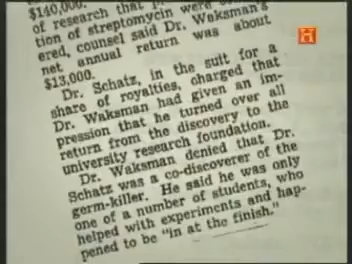 $140,000.
of research that
tion of streptomycin were
ered, counsel said Dr. Waksman's
net annual return was about
$13,000.
Dr. Schatz, in the suit for a
share of royalties, charged that
Dr. Waksman had given an im-
pression that he turned over all
return from the discovery to the
university research foundation.
Dr. Waksman denied that Dr.
Schatz was a co-discoverer of the
germ-killer. He said he was only
one of a number of students, who
helped with experiments and hap-
pened to be "in at the finish."
H